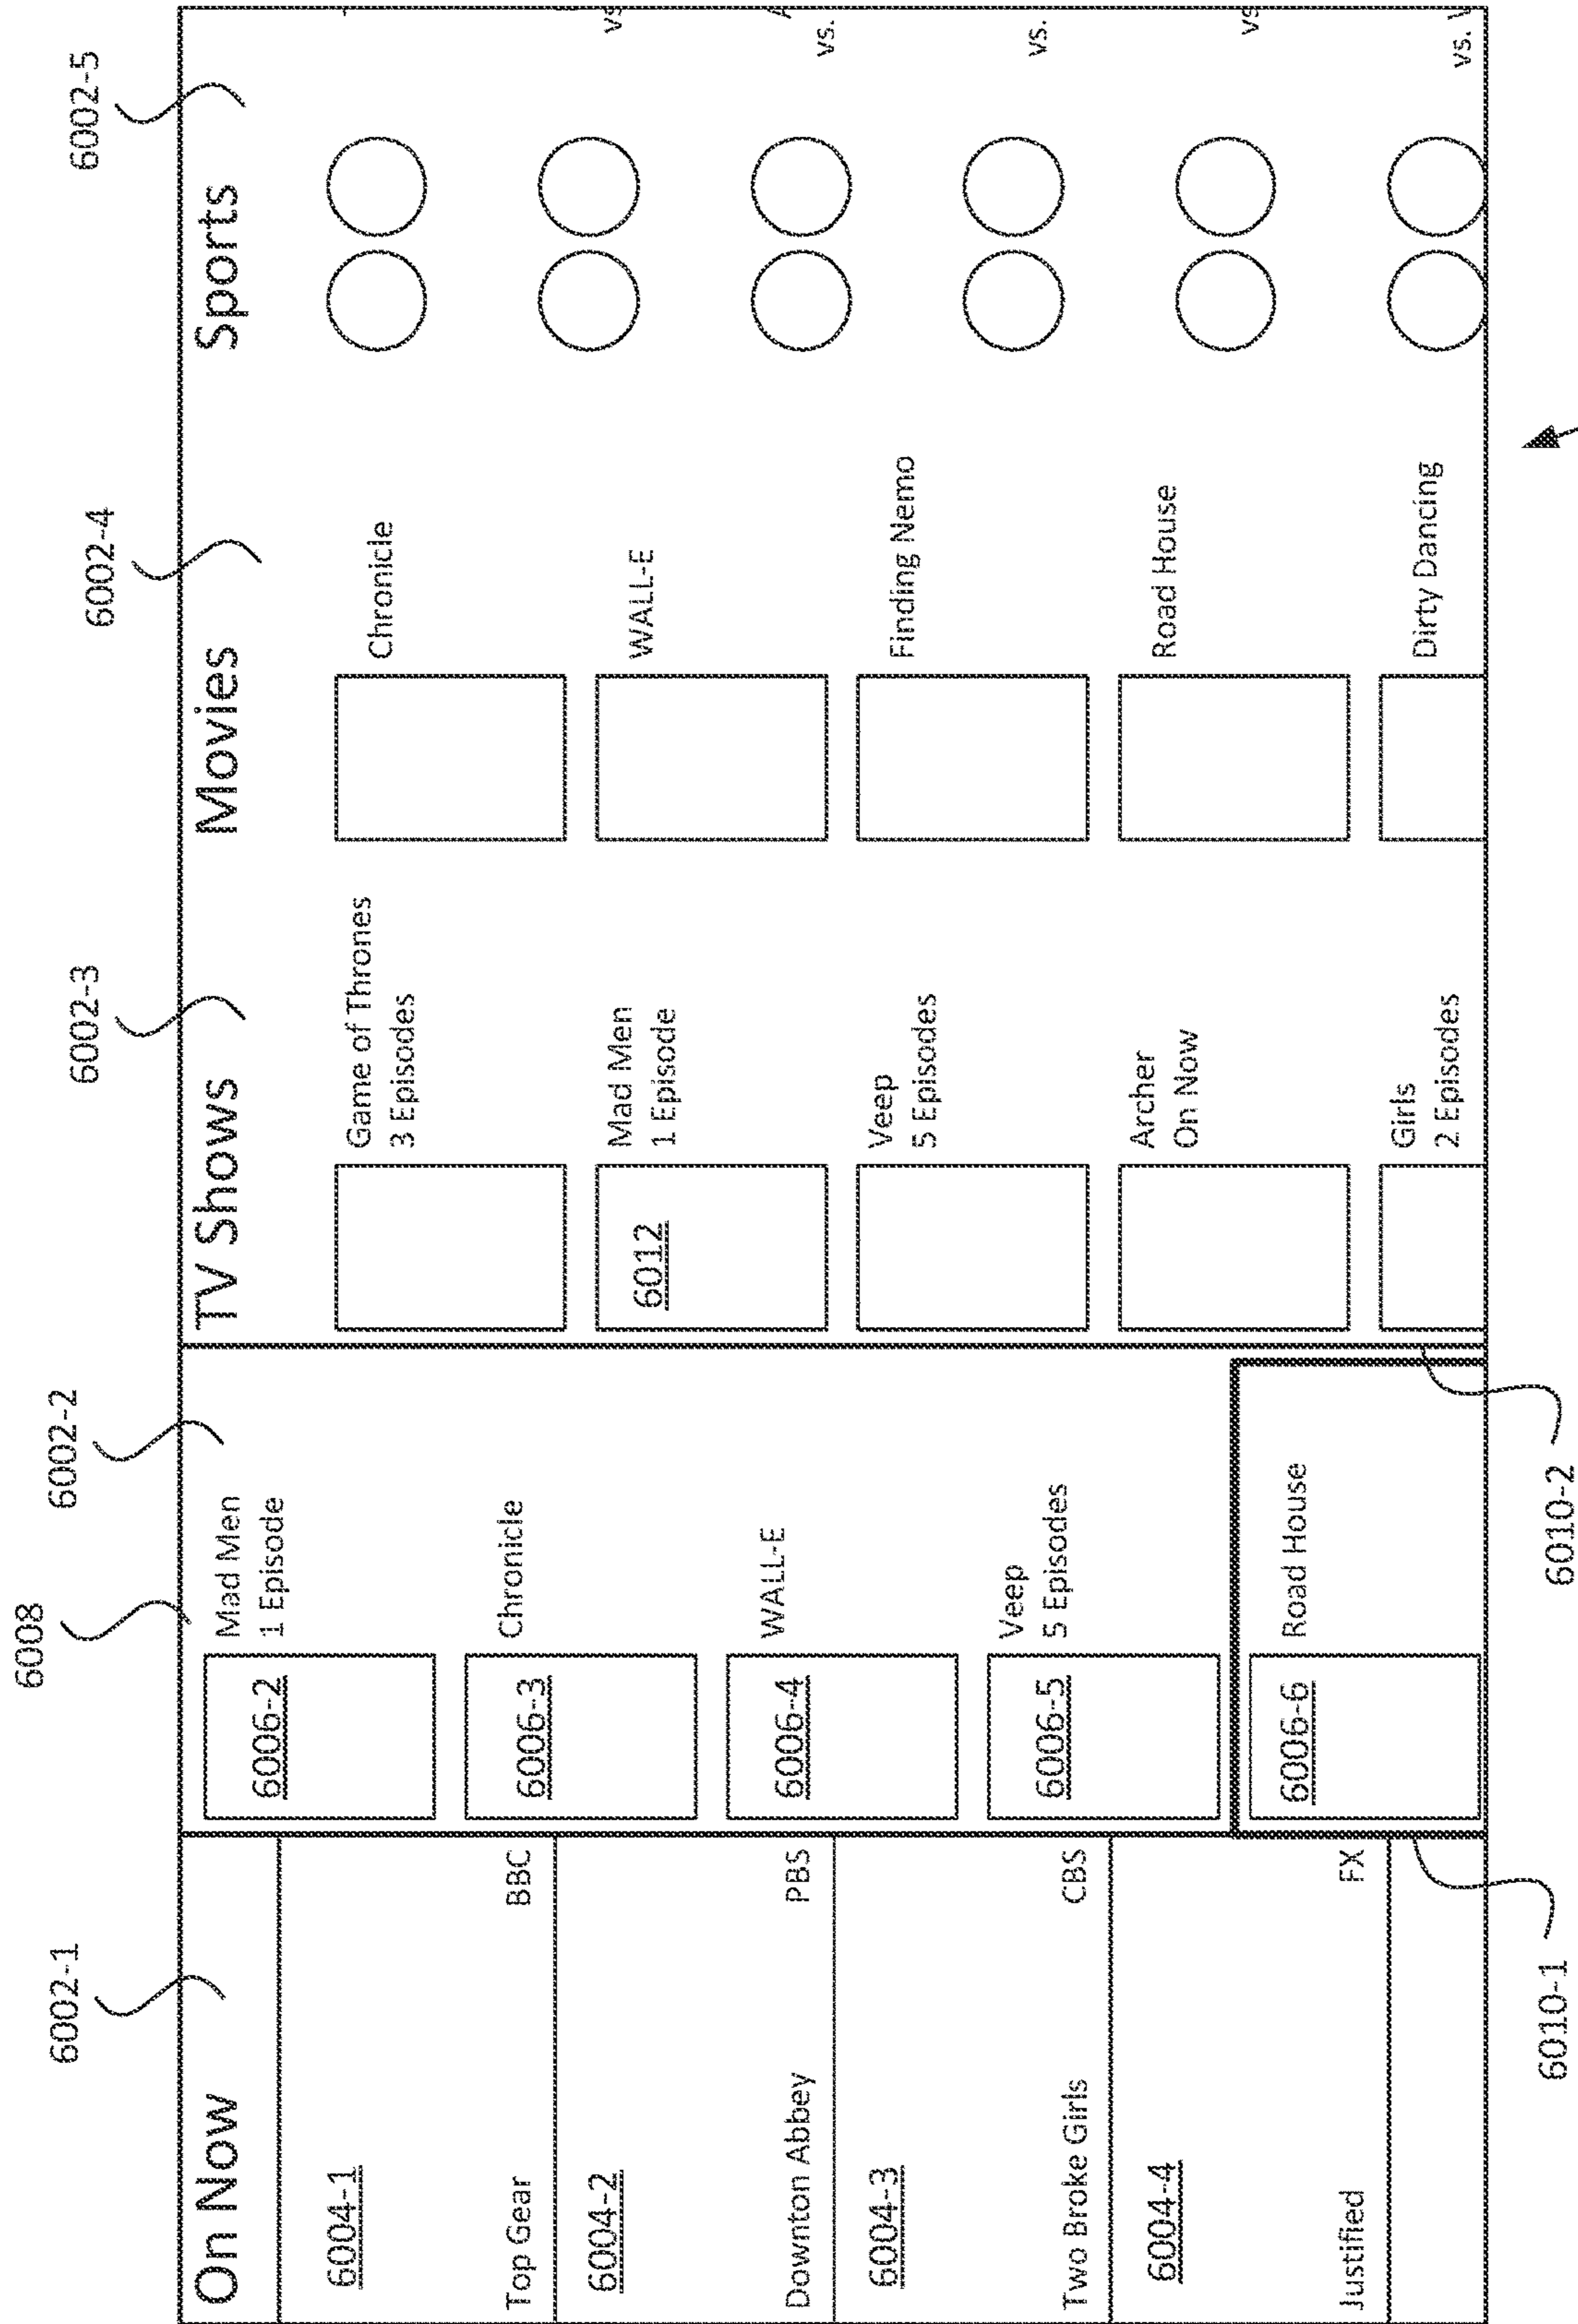 6002-1
6008
6002-2
6002-3
6002-4
6002-5
On Now
6004-1
Top Gear BBC
6004-2
Downton Abbey PBS
6004-3
Two Broke Girls CBS
6004-4
Justified FX
6006-2
Mad Men
1 Episode
6006-3
Chronicle
6006-4
WALL-E
6006-5
Veep
5 Episodes
6006-6
Road House
TV Shows
Game of Thrones
3 Episodes
6012
Mad Men
1 Episode
Veep
5 Episodes
Archer
On Now
Girls
2 Episodes
Movies
Chronicle
WALL-E
Finding Nemo
Road House
Dirty Dancing
Sports
vs
vs.
vs.
vs
vs.
6010-1
6010-2